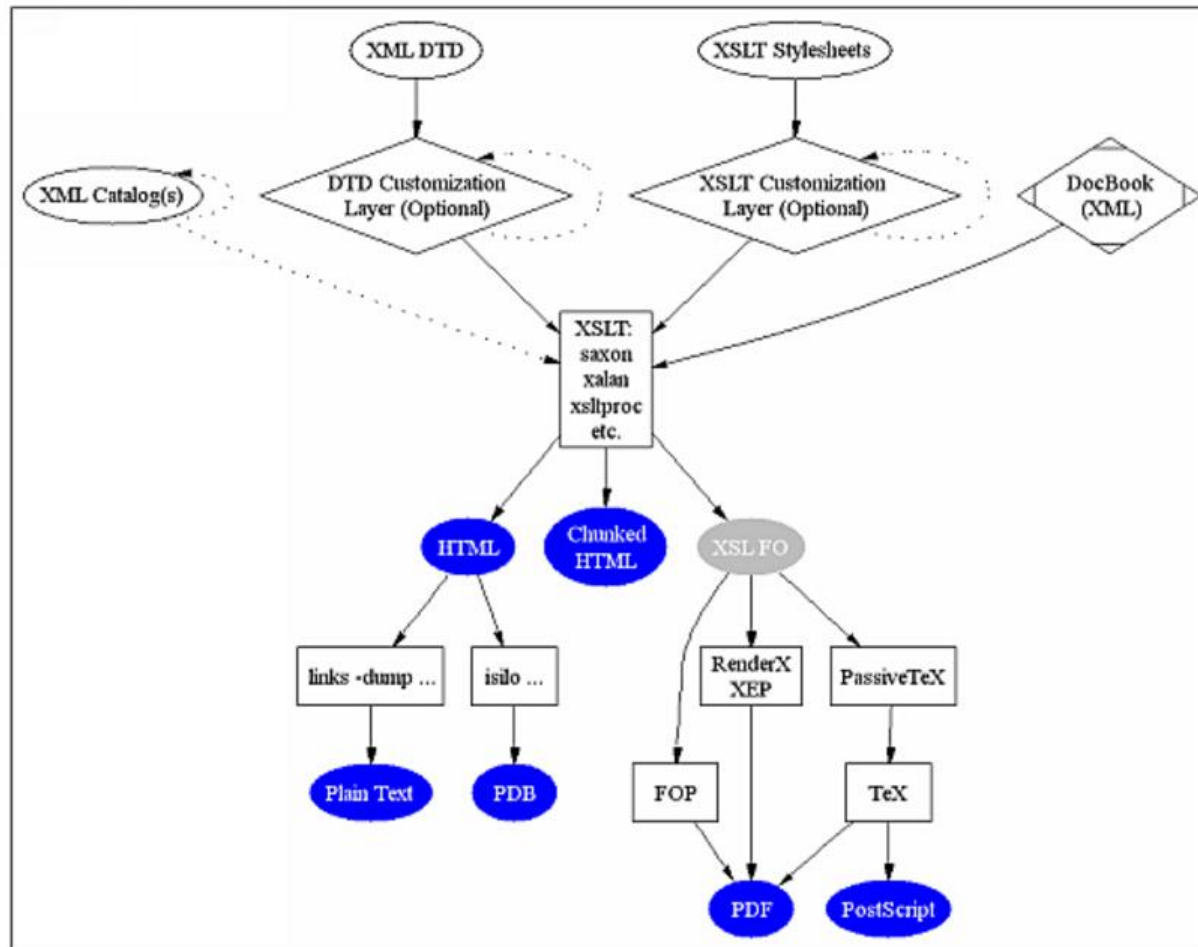 XML DTD
XSLT Stylesheets
XML Catalog(s)
DTD Customization
Layer (Optional)
XSLT Customization
Layer (Optional)
DocBook
(XML)
XSLT:
saxon
xalan
xsltproc
etc.
HTML
Chunked
HTML
XSL FO
links -dump ...
isilo ...
RenderX
XEP
PassiveTeX
Plain Text
PDB
FOP
TeX
PDF
PostScript